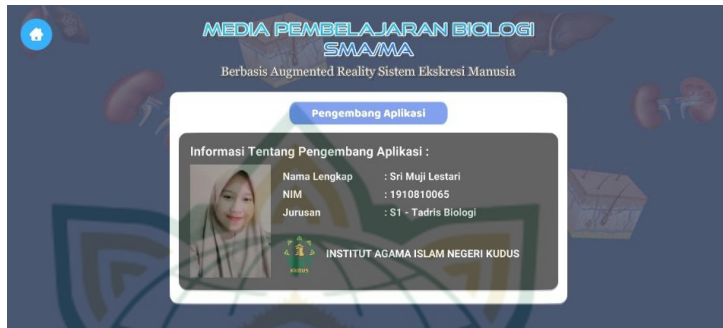 MEDIA PEMBELAJARAN BIOLOGI
SMA/MA
Berbasis Augmented Reality Sistem Ekskresi Manusia
Pengembang Aplikasi
Informasi Tentang Pengembang Aplikasi :
Nama Lengkap : Sri Muji Lestari
NIM : 1910810065
Jurusan : S1 - Tadris Biologi
KUDUS
INSTITUT AGAMA ISLAM NEGERI KUDUS